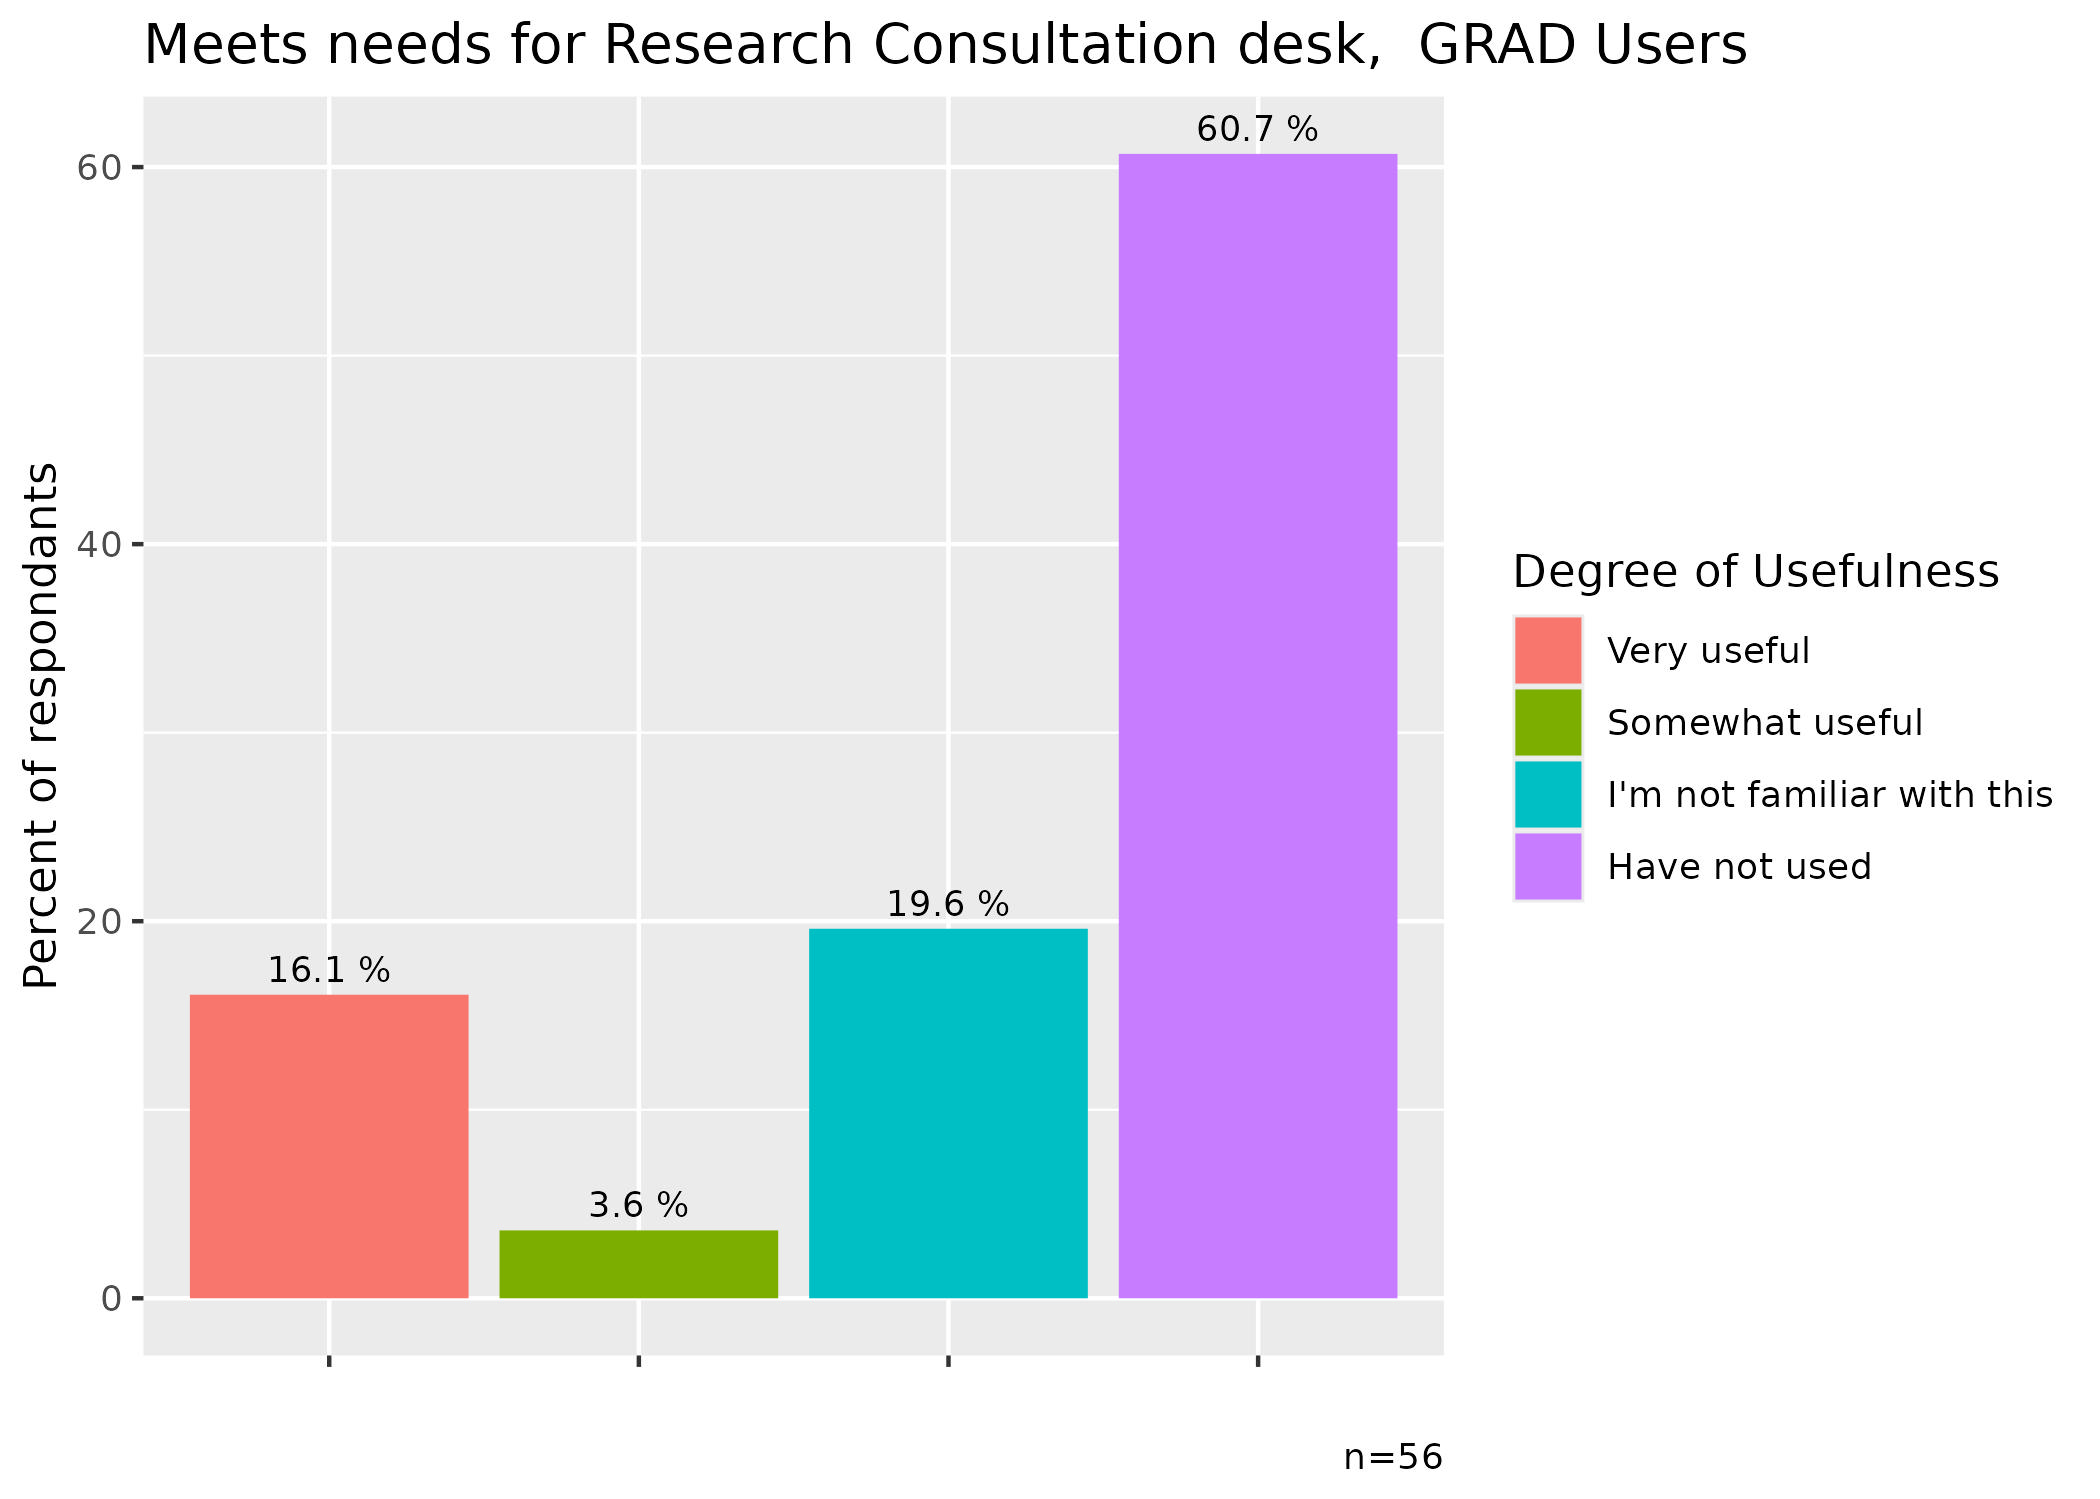 Meets needs for Research Consultation desk,  GRAD Users
Percent of respondants
60
40
20
0
16.1 %
3.6 %
19.6 %
60.7 %
Degree of Usefulness
Very useful
Somewhat useful
I'm not familiar with this
Have not used
n=56